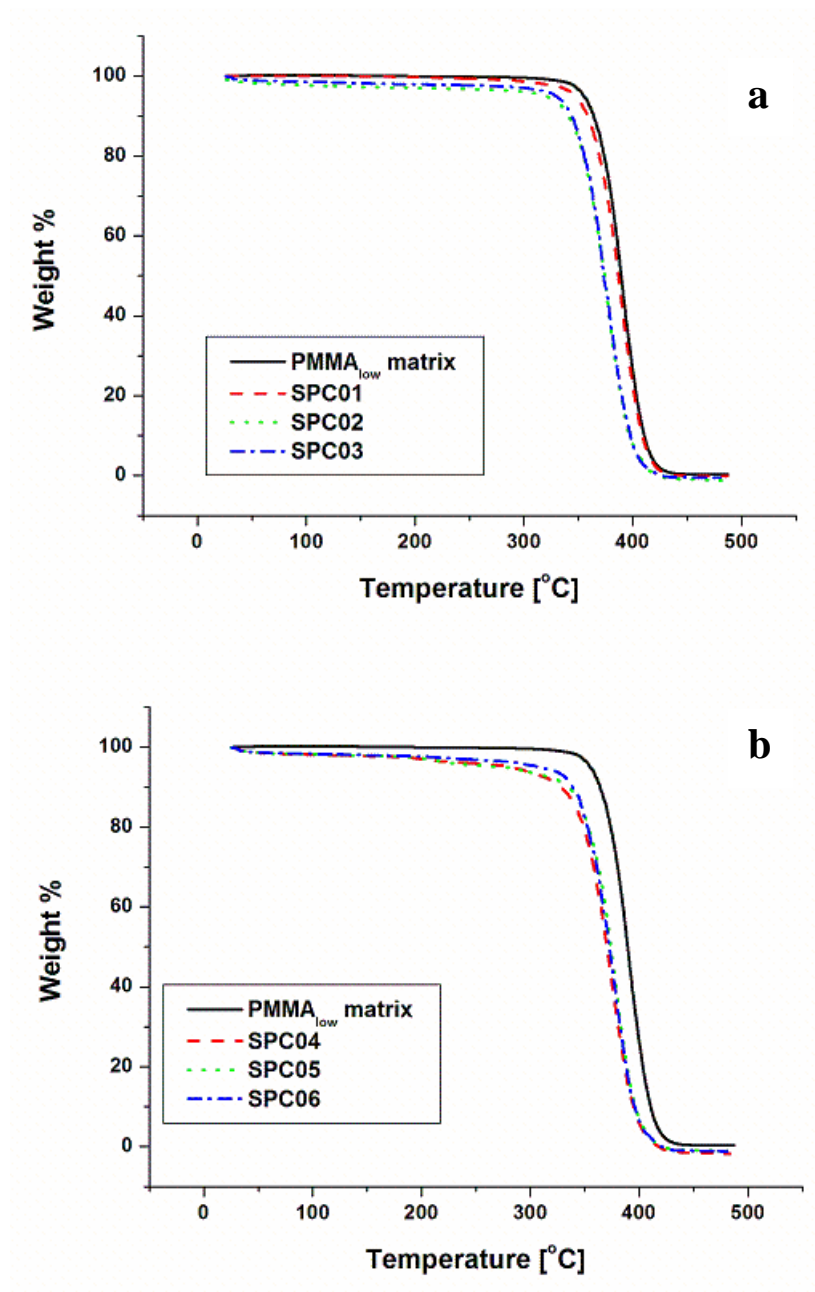 a
100
80
60
40
20
0
Weight %
PMMAlow matrix
SPC01
SPC02
SPC03
0 100 200 300 400 500
Temperature [oC]
b
100
80
60
40
20
0
Weight %
PMMAlow matrix
SPC04
SPC05
SPC06
0 100 200 300 400 500
Temperature [oC]